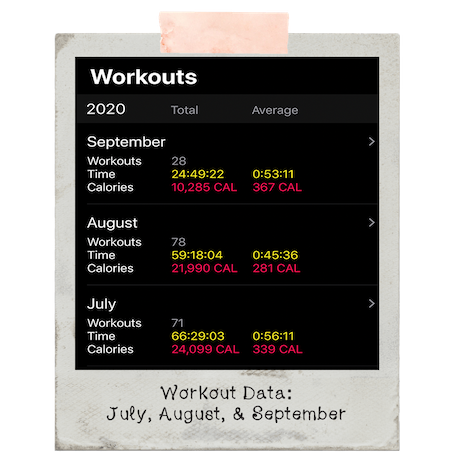 Workouts
2020 Total Average
September >
Workouts 28
Time 24:49:22 0:53:11
Calories 10,285 CAL 367 CAL
August >
Workouts 78
Time 59:18:04 0:45:36
Calories 21,990 CAL 281 CAL
July >
Workouts 71
Time 66:29:03 0:56:11
Calories 24,099 CAL 339 CAL
Workout Data:
July, August, & September